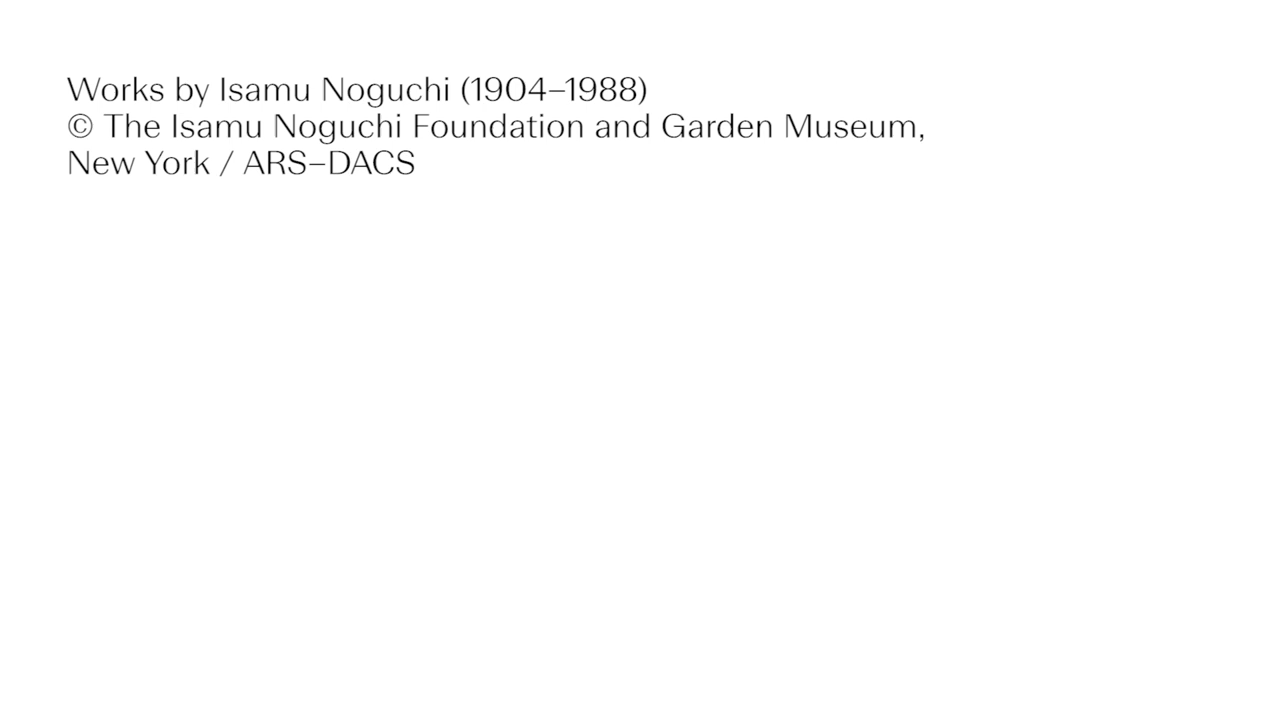 Works by Isamu Noguchi (1904–1988)
© The Isamu Noguchi Foundation and Garden Museum,
New York / ARS–DACS